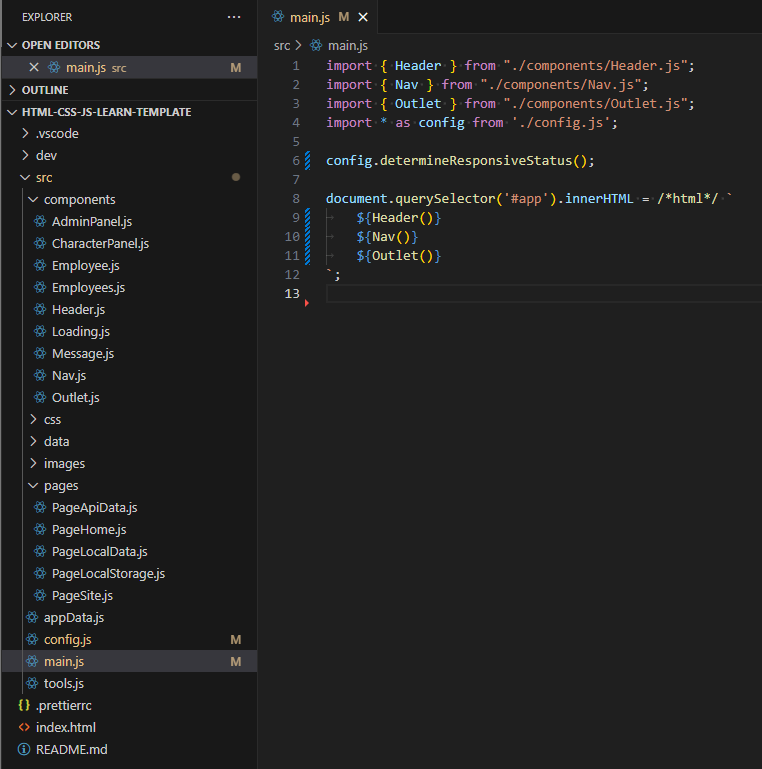 EXPLORER ...
OPEN EDITORS
main.js src M
OUTLINE
HTML-CSS-JS-LEARN-TEMPLATE
.vscode
dev
src
components
AdminPanel.js
CharacterPanel.js
Employee.js
Employees.js
Header.js
Loading.js
Message.js
Nav.js
Outlet.js
css
data
images
pages
PageApiData.js
PageHome.js
PageLocalData.js
PageLocalStorage.js
PageSite.js
appData.js
config.js M
main.js M
tools.js
.prettierrc
index.html
README.md
main.js M
src > main.js
1 import { Header } from "./components/Header.js";
2 import { Nav } from "./components/Nav.js";
3 import { Outlet } from "./components/Outlet.js";
4 import * as config from './config.js';
5
6 config.determineResponsiveStatus();
7
8 document.querySelector('#app').innerHTML = /*html*/ `
9 ${Header()}
10 ${Nav()}
11 ${Outlet()}
12 `;
13